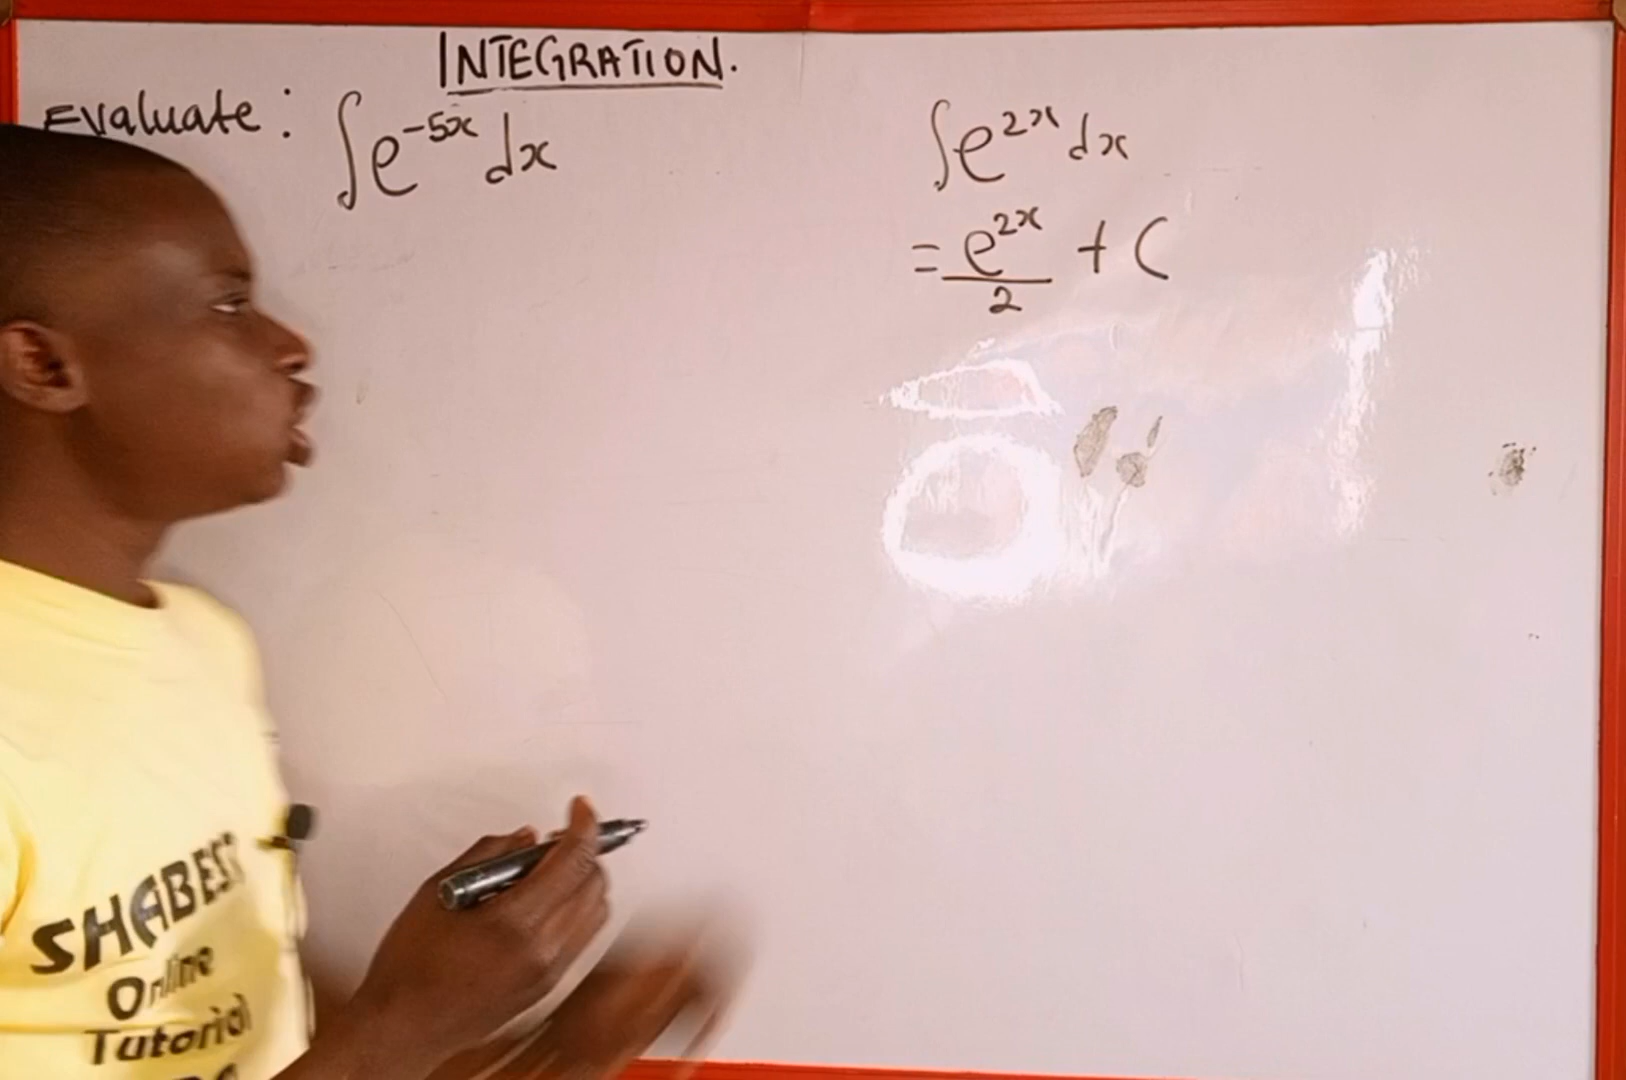 INTEGRATION.
Evaluate: ∫e^{-5x} dx
∫e^{2x} dx
= e^{2x}/2 + C
SHABEST
Online
Tutorial